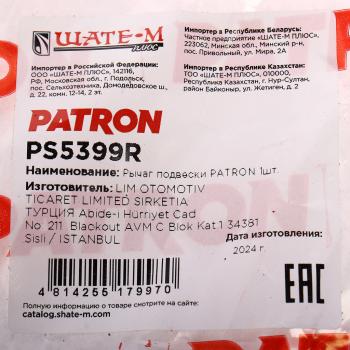 ШАТЕ-М
ПЛЮС
Импортер в Российской Федерации:
ООО «ШАТЕ-М ПЛЮС», 142116,
РФ, Московская обл., г. Подольск,
пос. Сельхозтехника, Домодедовское ш.,
д. 22, комн. 12-14, 2 эт.
Импортер в Республику Беларусь:
Частное предприятие «ШАТЕ-М ПЛЮС»,
223062, Минская обл., Минский р-н,
пос. Привольный, ул. Мира, 2А
Импортер в Республику Казахстан:
ТОО «ШАТЕ-М ПЛЮС», 010000,
Республика Казахстан, г. Нур-Султан,
район Байконыр, ул. Жетиген, д. 2
PATRON
PS5399R
Наименование: Рычаг подвески PATRON 1шт.
Изготовитель: LIM OTOMOTIV
TICARET LIMITED SIRKETIA
ТУРЦИЯ Abide-i Hürriyet Cad
No: 211 Blackout AVM C Blok Kat:1 34381
Sisli / ISTANBUL
Дата изготовления:
2024 г.
4 814255 179970
EAC
Полную информацию о товаре смотрите на сайте:
catalog.shate-m.com
PATRON